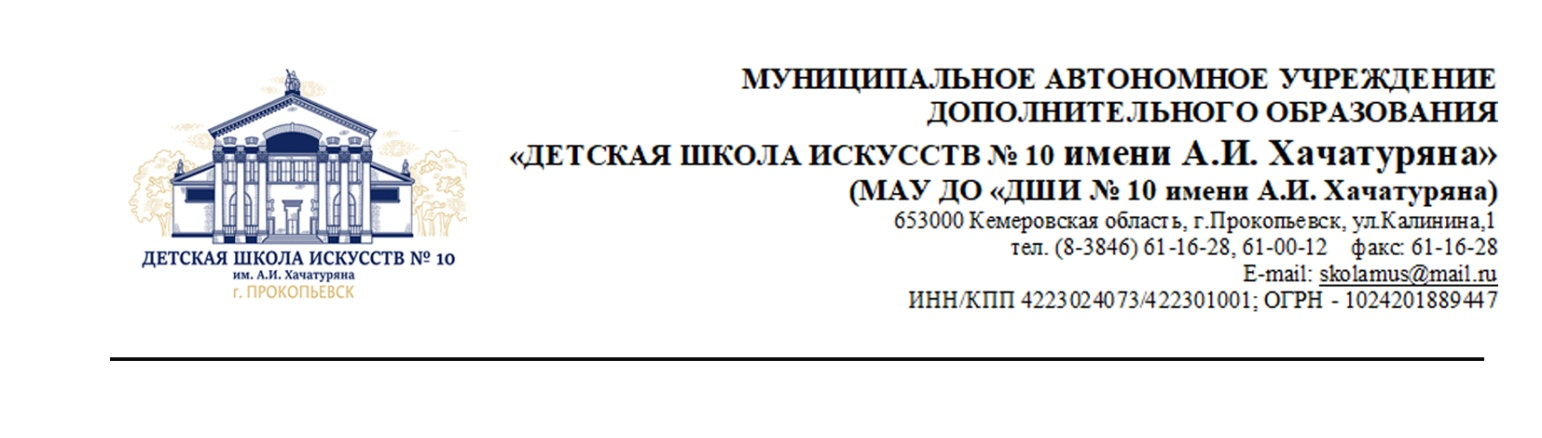 МУНИЦИПАЛЬНОЕ АВТОНОМНОЕ УЧРЕЖДЕНИЕ
ДОПОЛНИТЕЛЬНОГО ОБРАЗОВАНИЯ
«ДЕТСКАЯ ШКОЛА ИСКУССТВ № 10 имени А.И. Хачатуряна»
(МАУ ДО «ДШИ № 10 имени А.И. Хачатуряна)
653000 Кемеровская область, г.Прокопьевск, ул.Калинина,1
тел. (8-3846) 61-16-28, 61-00-12 факс: 61-16-28
E-mail: skolamus@mail.ru
ИНН/КПП 4223024073/422301001; ОГРН - 1024201889447
ДЕТСКАЯ ШКОЛА ИСКУССТВ № 10
им. А.И. Хачатуряна
г. ПРОКОПЬЕВСК